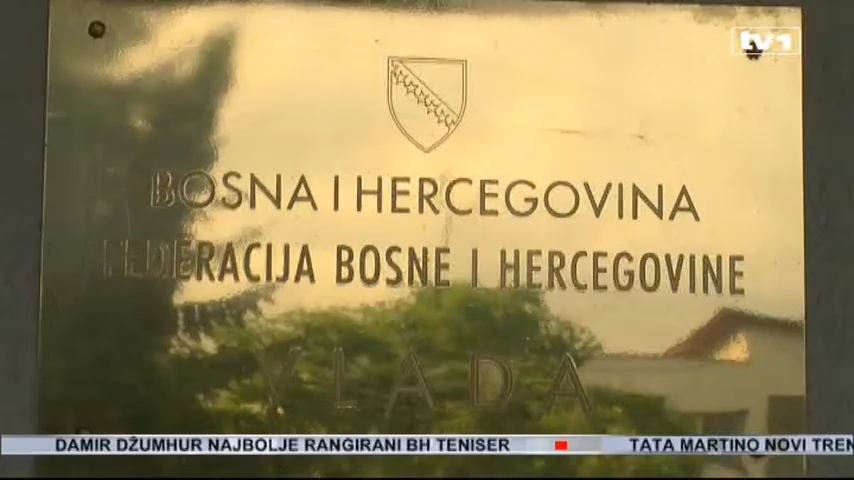 tv1
BOSNA I HERCEGOVINA
FEDERACIJA BOSNE I HERCEGOVINE
VLADA
DAMIR DŽUMHUR NAJBOLJE RANGIRANI BH TENISER
TATA MARTINO NOVI TREN